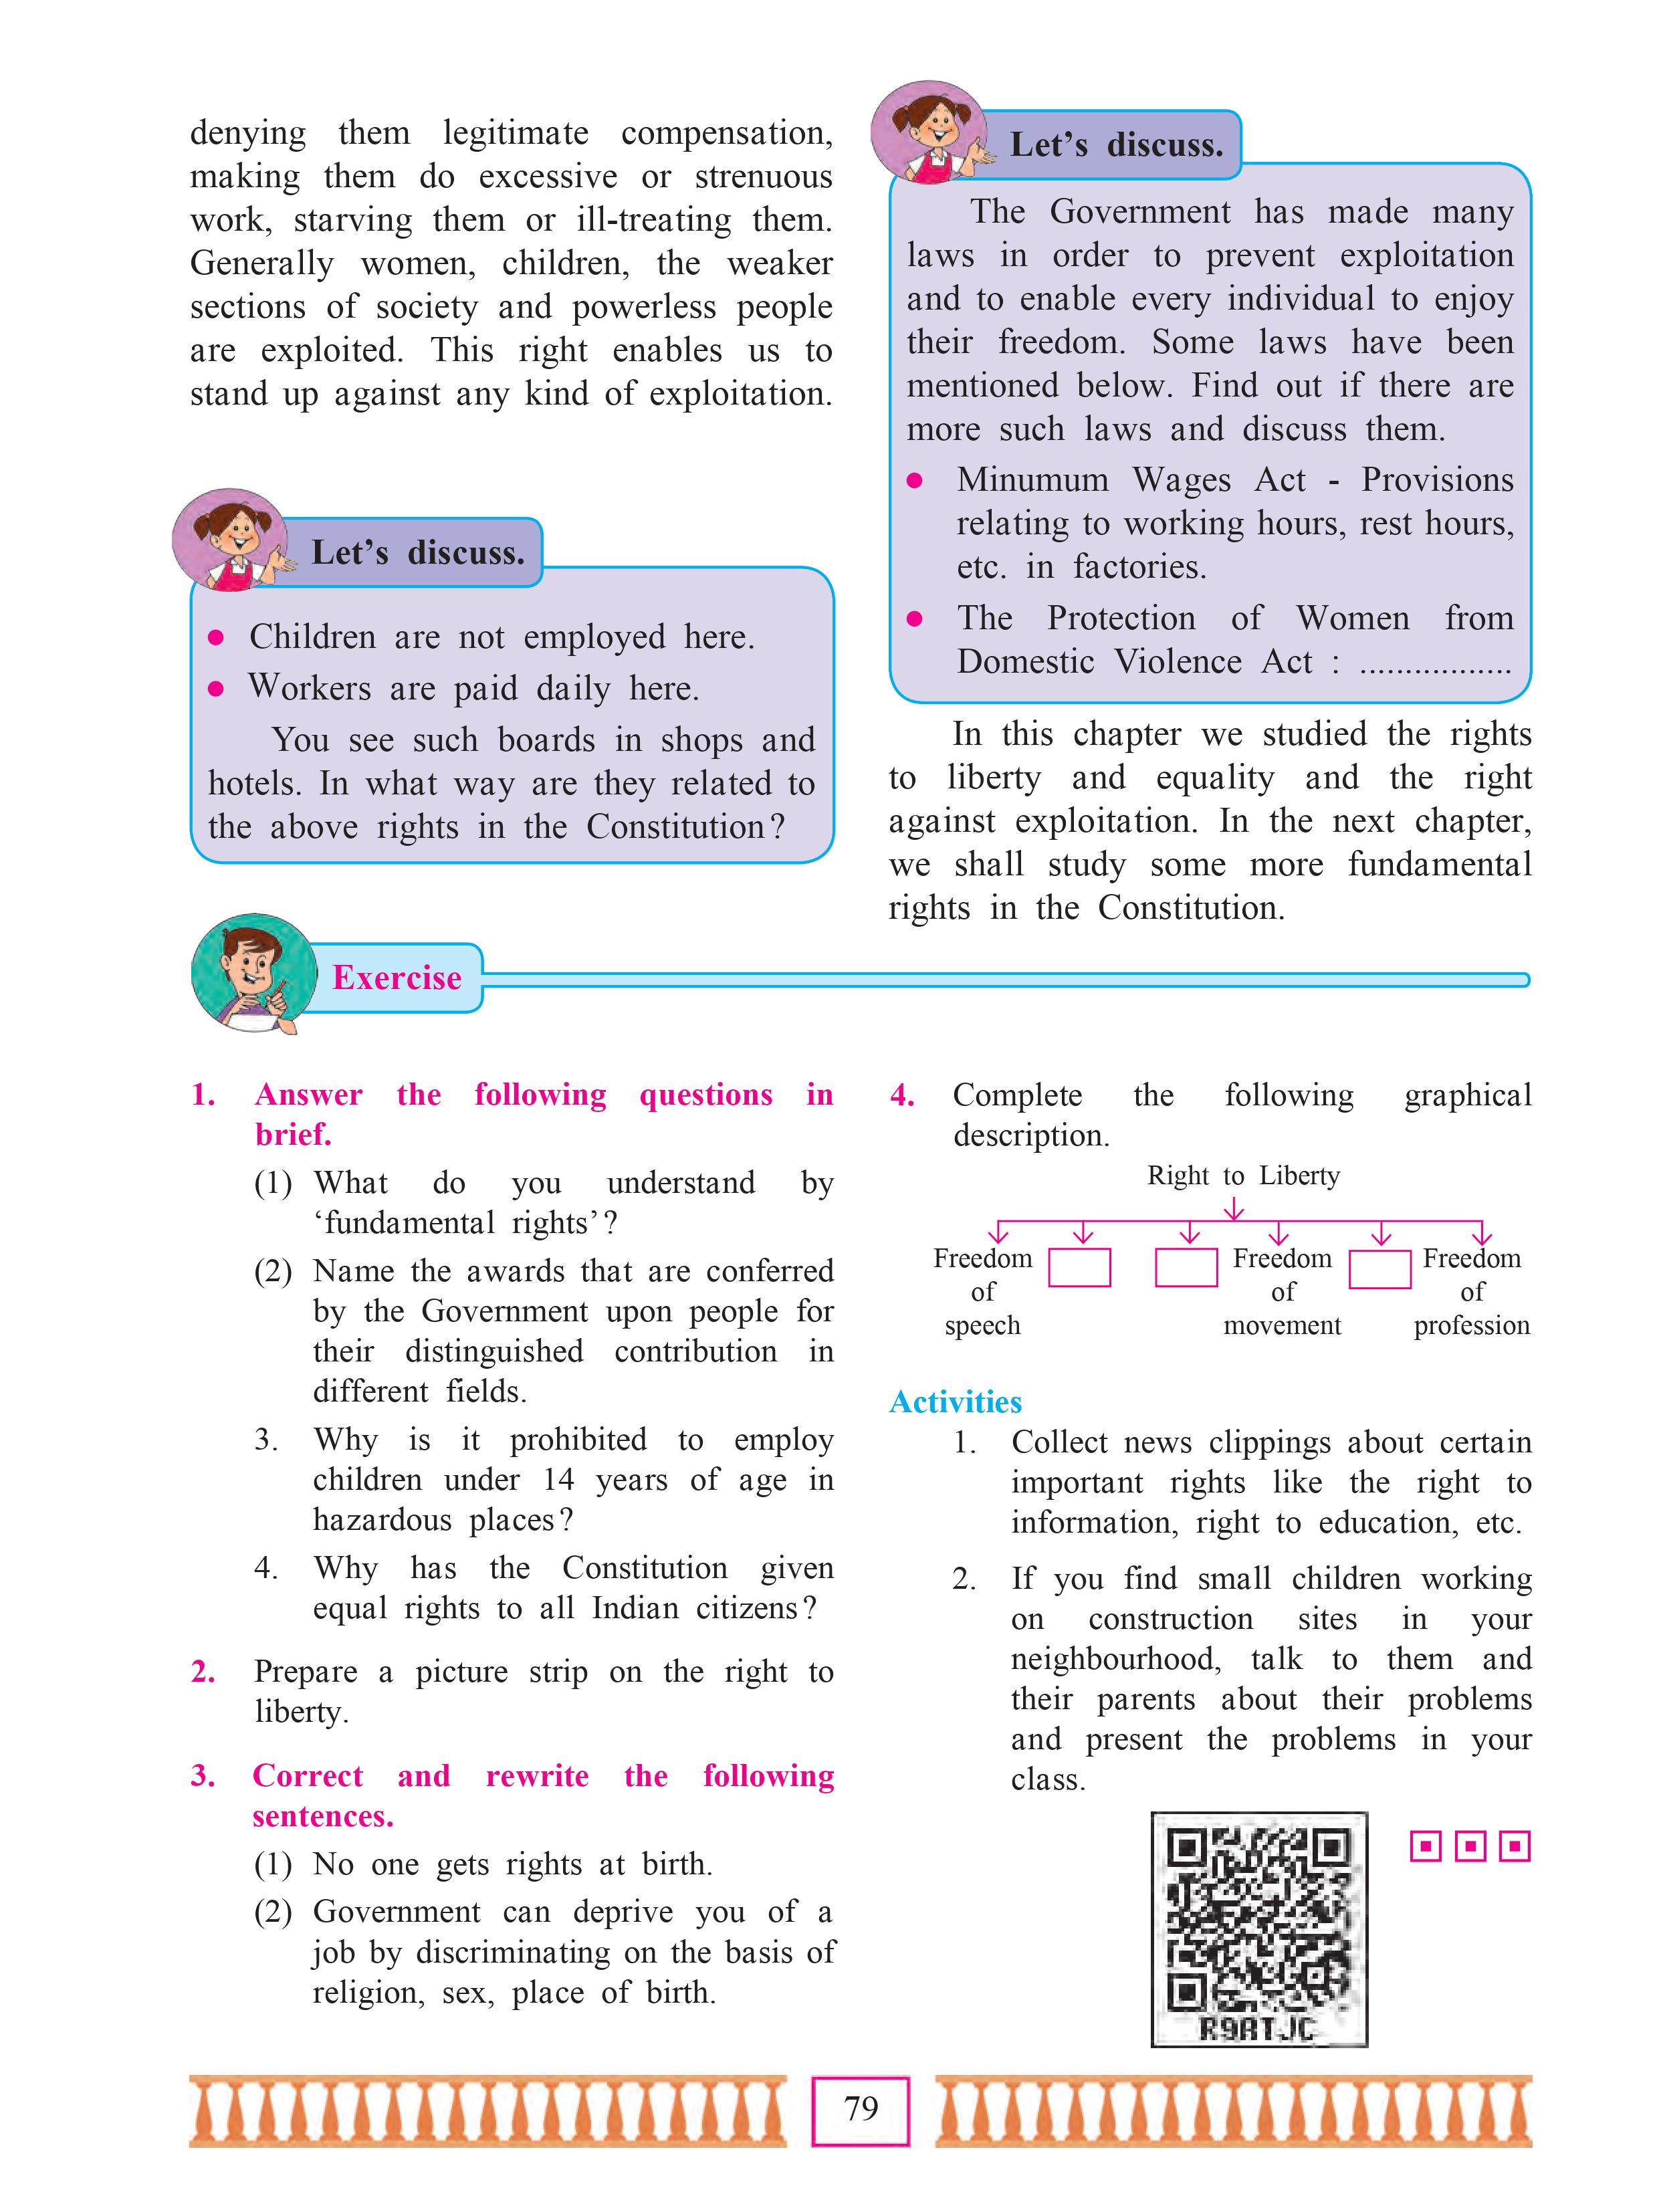 denying them legitimate compensation,
making them do excessive or strenuous
work, starving them or ill-treating them.
Generally women, children, the weaker
sections of society and powerless people
are exploited. This right enables us to
stand up against any kind of exploitation.
Let’s discuss.
● Children are not employed here.
● Workers are paid daily here.
You see such boards in shops and
hotels. In what way are they related to
the above rights in the Constitution?
Let’s discuss.
The Government has made many
laws in order to prevent exploitation
and to enable every individual to enjoy
their freedom. Some laws have been
mentioned below. Find out if there are
more such laws and discuss them.
● Minumum Wages Act - Provisions
relating to working hours, rest hours,
etc. in factories.
● The Protection of Women from
Domestic Violence Act : .................
In this chapter we studied the rights
to liberty and equality and the right
against exploitation. In the next chapter,
we shall study some more fundamental
rights in the Constitution.
Exercise
1. Answer the following questions in
brief.
(1) What do you understand by
‘fundamental rights’?
(2) Name the awards that are conferred
by the Government upon people for
their distinguished contribution in
different fields.
3. Why is it prohibited to employ
children under 14 years of age in
hazardous places?
4. Why has the Constitution given
equal rights to all Indian citizens?
2. Prepare a picture strip on the right to
liberty.
3. Correct and rewrite the following
sentences.
(1) No one gets rights at birth.
(2) Government can deprive you of a
job by discriminating on the basis of
religion, sex, place of birth.
4. Complete the following graphical
description.
Right to Liberty
Freedom
of
speech
Freedom
of
movement
Freedom
of
profession
Activities
1. Collect news clippings about certain
important rights like the right to
information, right to education, etc.
2. If you find small children working
on construction sites in your
neighbourhood, talk to them and
their parents about their problems
and present the problems in your
class.
R9A1JC
79